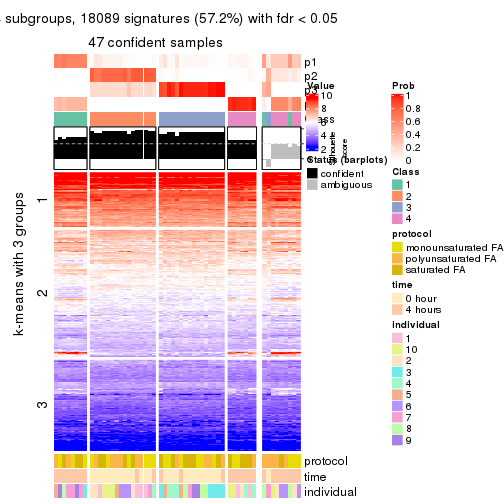 subgroups, 18089 signatures (57.2%) with fdr < 0.05
47 confident samples
p1
p2
p3
Value
10
8
6
4
2
Silhouette
score
Status (barplots)
confident
ambiguous
k-means with 3 groups
1
2
3
protocol
time
individual
Prob
1
0.8
0.6
0.4
0.2
0
Class
1
2
3
4
protocol
monounsaturated FA
polyunsaturated FA
saturated FA
time
0 hour
4 hours
individual
1
10
2
3
4
5
6
7
8
9